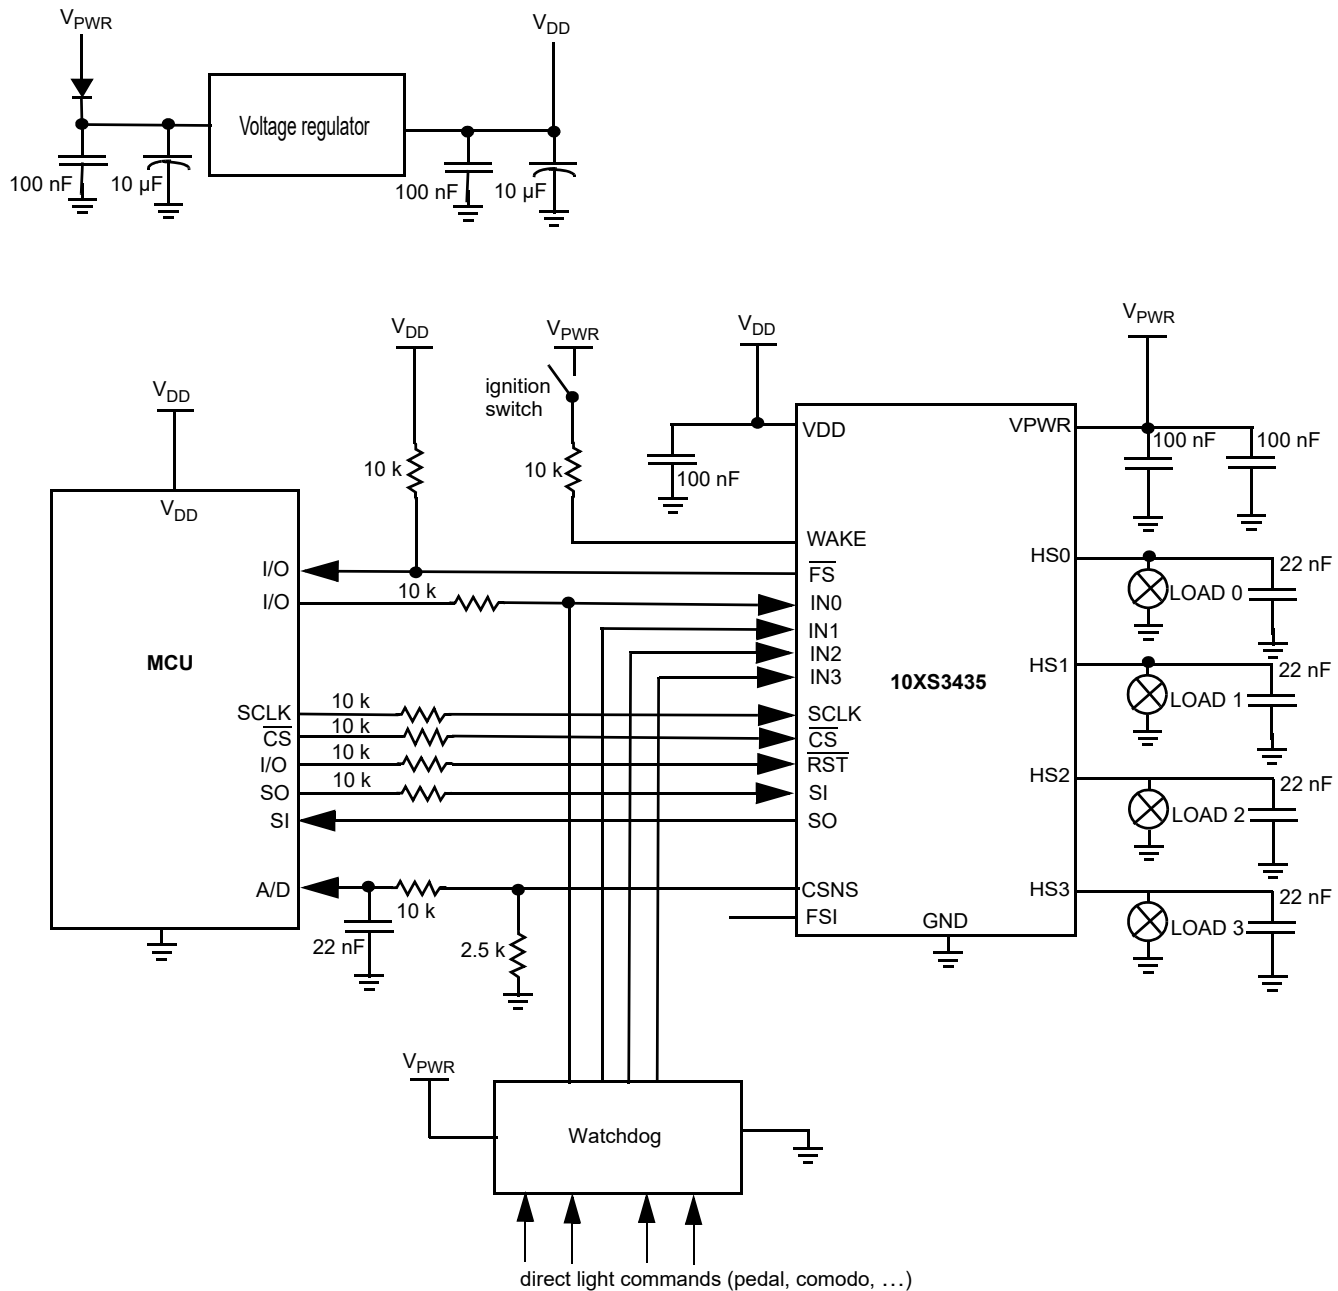 VPWR
VDD
Voltage regulator
100 nF
10 µF
100 nF
10 µF
VDD
VPWR
VDD
VPWR
ignition
switch
VDD
10 k
10 k
100 nF
VDD
VPWR
100 nF
100 nF
VDD
WAKE
HS0
22 nF
I/O
FS
10 k
LOAD 0
I/O
IN0
IN1
IN2
IN3
MCU
10XS3435
HS1
22 nF
LOAD 1
SCLK
10 k
SCLK
CS
10 k
CS
I/O
10 k
RST
SO
10 k
SI
SI
SO
HS2
22 nF
LOAD 2
A/D
10 k
CSNS
FSI
GND
HS3
22 nF
LOAD 3
22 nF
2.5 k
VPWR
Watchdog
direct light commands (pedal, comodo, …)